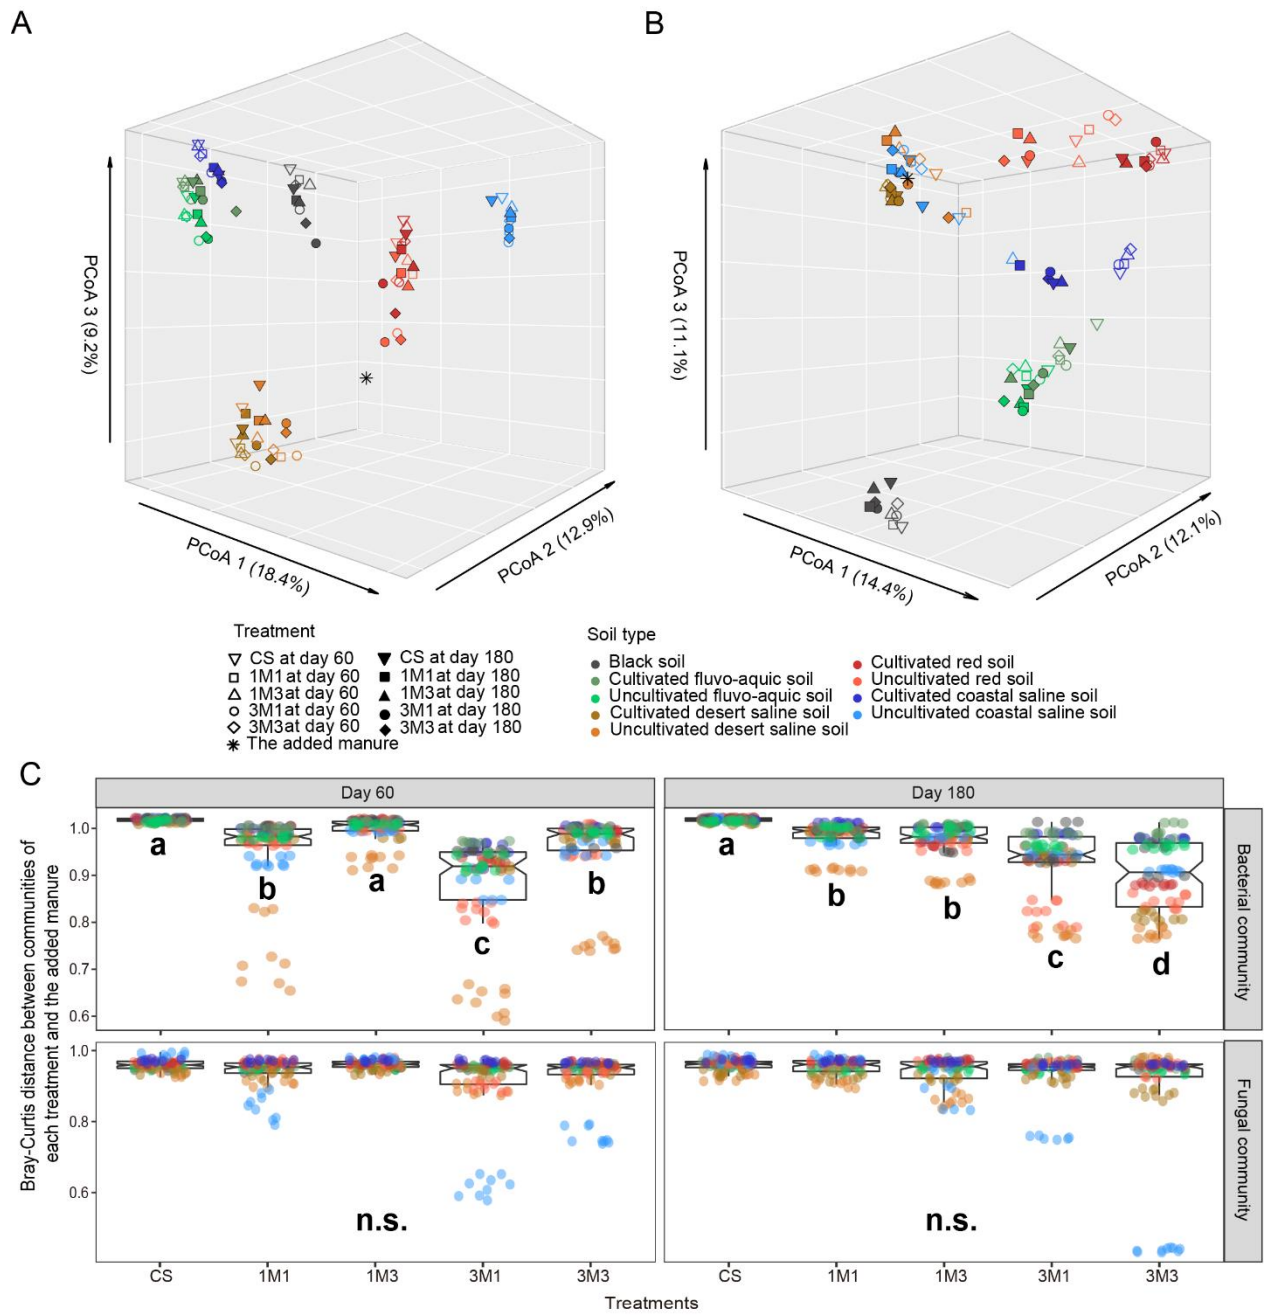 A
B
PCoA 3 (9.2%)
PCoA 1 (18.4%)
PCoA 2 (12.9%)
PCoA 3 (11.1%)
PCoA 1 (14.4%)
PCoA 2 (12.1%)
Treatment
CS at day 60
1M1 at day 60
1M3at day 60
3M1 at day 60
3M3 at day 60
The added manure
CS at day 180
1M1at day 180
1M3at day 180
3M1 at day 180
3M3at day 180
Soil type
Black soil
Cultivated fluvo-aquic soil
Uncultivated fluvo-aquic soil
Cultivated desert saline soil
Uncultivated desert saline soil
Cultivated red soil
Uncultivated red soil
Cultivated coastal saline soil
Uncultivated coastal saline soil
C
Day 60
Day 180
Bray-Curtis distance between communities of
each treatment and the added manure
1.0
0.9
0.8
0.7
0.6
a
b
a
c
b
a
b
b
c
d
Bacterial community
1.0
0.8
0.6
n.s.
n.s.
Fungal community
CS
1M1
1M3
3M1
3M3
CS
1M1
1M3
3M1
3M3
Treatments